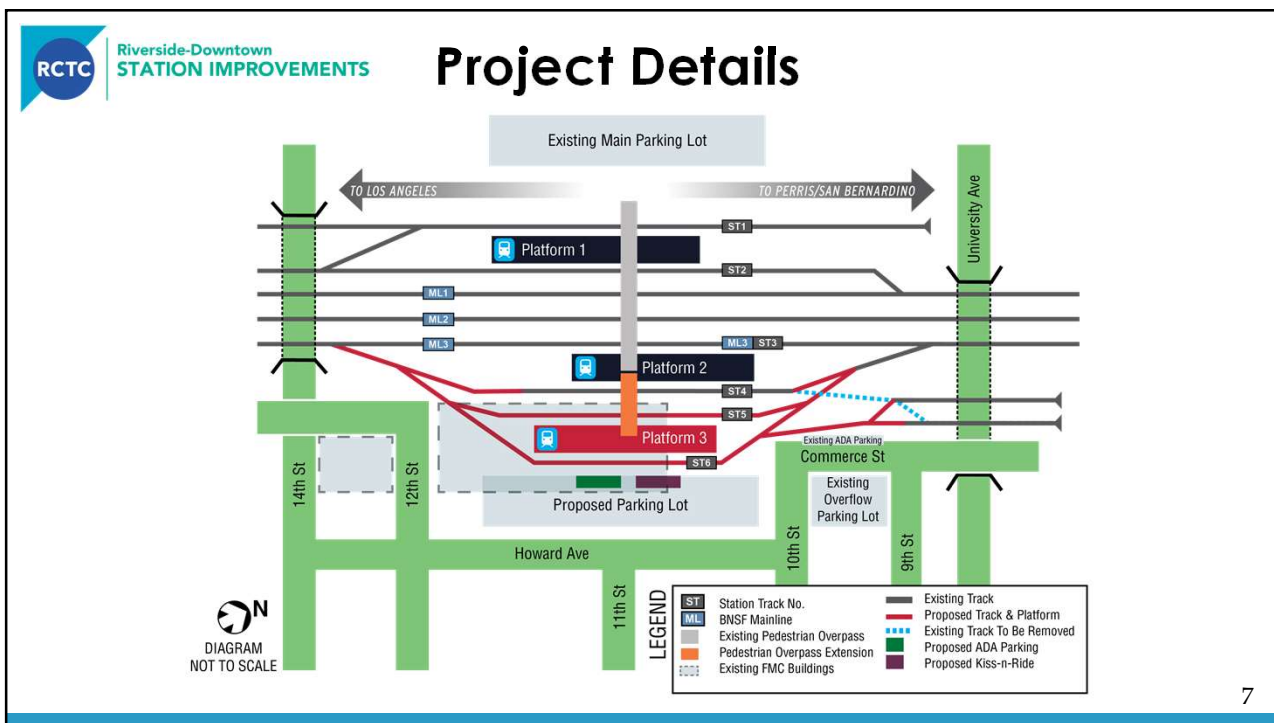 RCTC
Riverside-Downtown
STATION IMPROVEMENTS
Project Details
Existing Main Parking Lot
TO LOS ANGELES
TO PERRIS/SAN BERNARDINO
University Ave
ST1
Platform 1
ST2
ML1
ML2
ML3
ML3 ST3
Platform 2
ST4
ST5
Platform 3
ST6
Existing ADA Parking
Commerce St
14th St
12th St
Proposed Parking Lot
Existing
Overflow
Parking Lot
10th St
9th St
Howard Ave
11th St
N
DIAGRAM
NOT TO SCALE
LEGEND
ST Station Track No.
ML BNSF Mainline
Existing Pedestrian Overpass
Pedestrian Overpass Extension
Existing FMC Buildings
Existing Track
Proposed Track & Platform
Existing Track To Be Removed
Proposed ADA Parking
Proposed Kiss-n-Ride
7